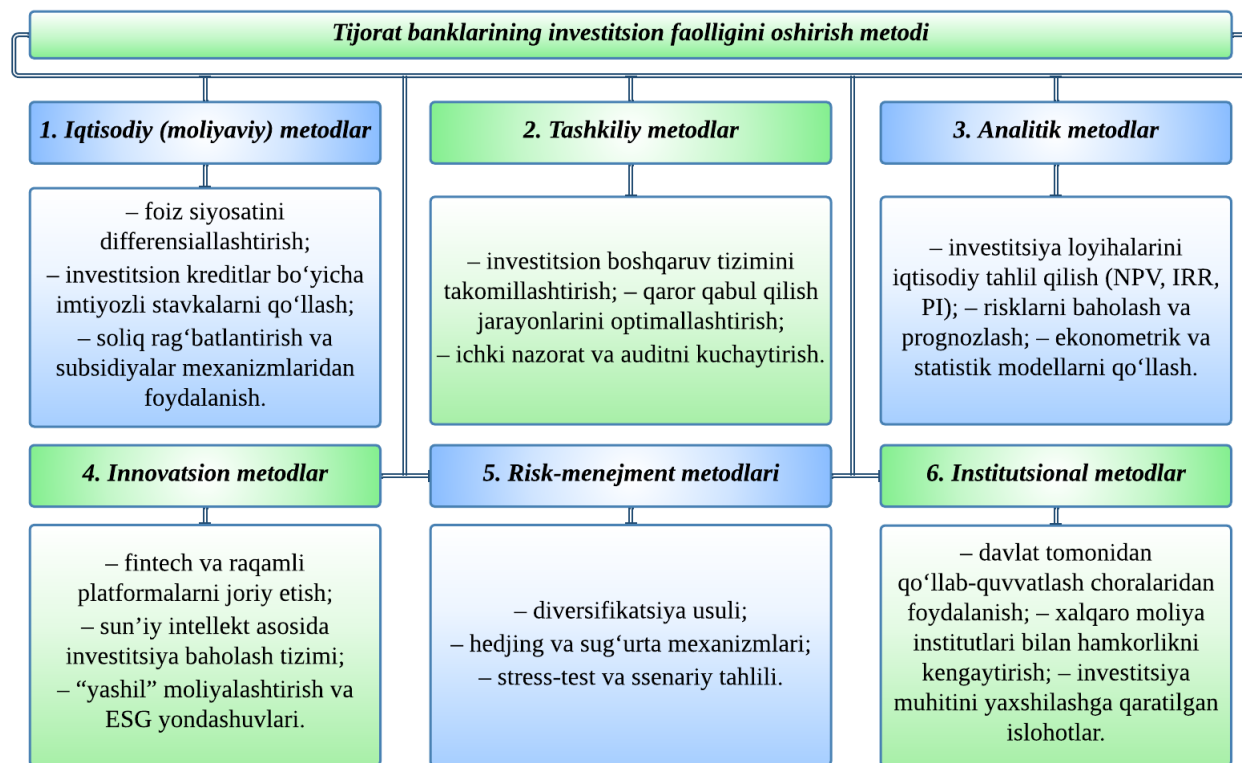 Tijorat banklarining investitsion faolligini oshirish metodi
1. Iqtisodiy (moliyaviy) metodlar
– foiz siyosatini
differensiallashtirish;
– investitsion kreditlar bo‘yicha
imtiyozli stavkalarni qo‘llash;
– soliq rag‘batlantirish va
subsidiyalar mexanizmlaridan
foydalanish.
2. Tashkiliy metodlar
– investitsion boshqaruv tizimini
takomillashtirish; – qaror qabul qilish
jarayonlarini optimallashtirish;
– ichki nazorat va auditni kuchaytirish.
3. Analitik metodlar
– investitsiya loyihalarini
iqtisodiy tahlil qilish (NPV, IRR,
PI); – risklarni baholash va
prognozlash; – ekonometrik va
statistik modellarni qo‘llash.
4. Innovatsion metodlar
– fintech va raqamli
platformalarni joriy etish;
– sun’iy intellekt asosida
investitsiya baholash tizimi;
– “yashil” moliyalashtirish va
ESG yondashuvlari.
5. Risk-menejment metodlari
– diversifikatsiya usuli;
– hedjing va sug‘urta mexanizmlari;
– stress-test va ssenariy tahlili.
6. Institutsional metodlar
– davlat tomonidan
qo‘llab-quvvatlash choralaridan
foydalanish; – xalqaro moliya
institutlari bilan hamkorlikni
kengaytirish; – investitsiya
muhitini yaxshilashga qaratilgan
islohotlar.